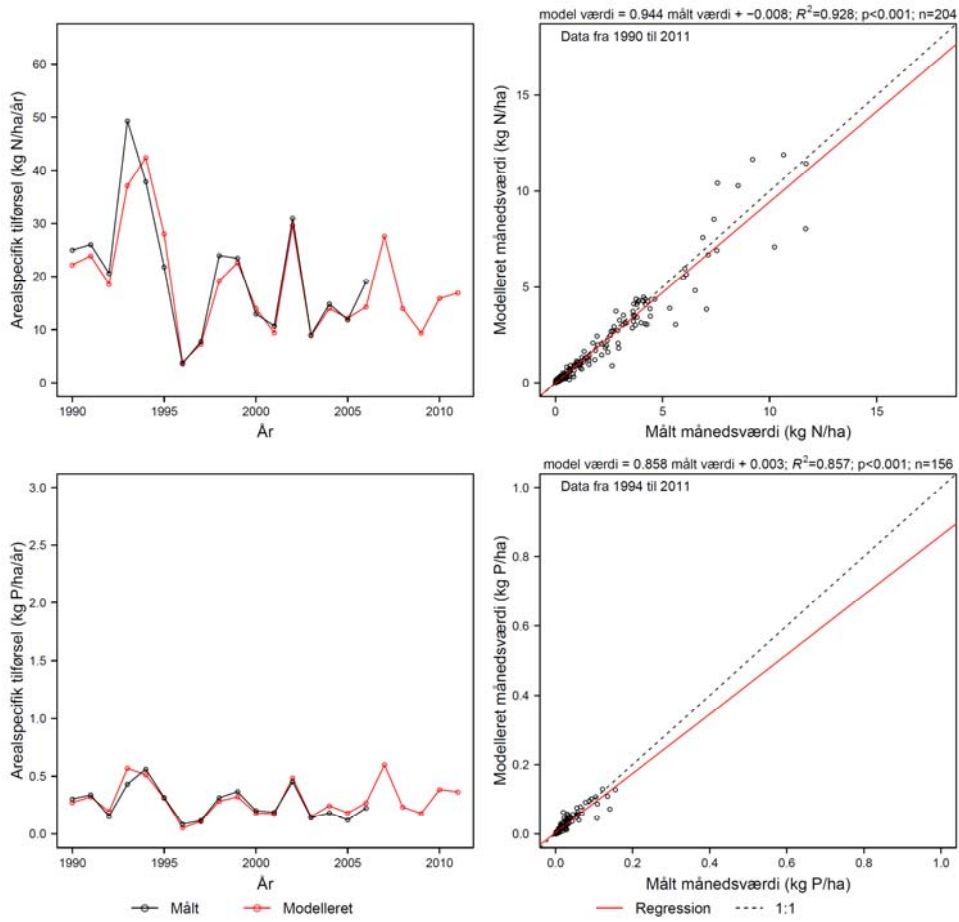 60
50
40
30
20
10
0
Arealspecifik tilførsel (kg N/ha/år)
1990 1995 2000 2005 2010
År
model værdi = 0.944 målt værdi + −0.008; R²=0.928; p<0.001; n=204
Data fra 1990 til 2011
15
10
5
0
Modelleret månedsværdi (kg N/ha)
0 5 10 15
Målt månedsværdi (kg N/ha)
3.0
2.5
2.0
1.5
1.0
0.5
0.0
Arealspecifik tilførsel (kg P/ha/år)
1990 1995 2000 2005 2010
År
model værdi = 0.858 målt værdi + 0.003; R²=0.857; p<0.001; n=156
Data fra 1994 til 2011
1.0
0.8
0.6
0.4
0.2
0.0
Modelleret månedsværdi (kg P/ha)
0.0 0.2 0.4 0.6 0.8 1.0
Målt månedsværdi (kg P/ha)
Målt Modelleret Regression 1:1